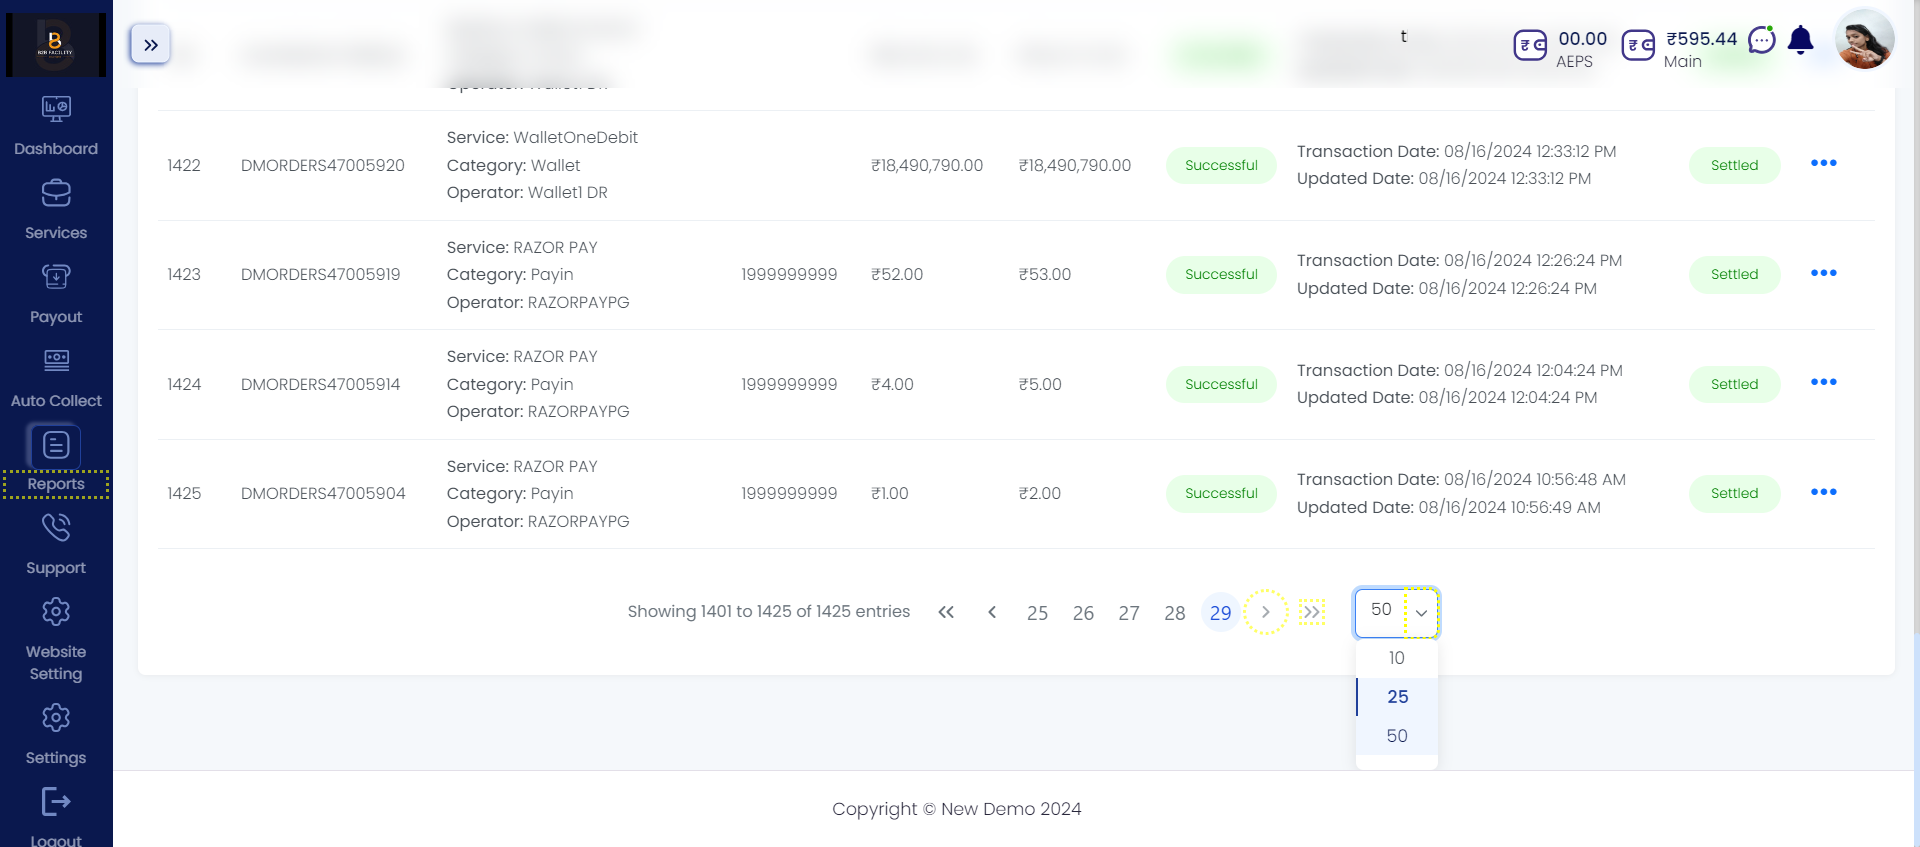 B2B FACILITY
t
00.00
AEPS
₹595.44
Main
Dashboard
Services
Payout
Auto Collect
Reports
Support
Website
Setting
Settings
Logout
Operator: Wallet1 DR
1422 DMORDERS47005920 Service: WalletOneDebit
Category: Wallet
Operator: Wallet1 DR
₹18,490,790.00 ₹18,490,790.00 Successful Transaction Date: 08/16/2024 12:33:12 PM
Updated Date: 08/16/2024 12:33:12 PM
Settled
1423 DMORDERS47005919 Service: RAZOR PAY
Category: Payin
Operator: RAZORPAYPG
1999999999 ₹52.00 ₹53.00 Successful Transaction Date: 08/16/2024 12:26:24 PM
Updated Date: 08/16/2024 12:26:24 PM
Settled
1424 DMORDERS47005914 Service: RAZOR PAY
Category: Payin
Operator: RAZORPAYPG
1999999999 ₹4.00 ₹5.00 Successful Transaction Date: 08/16/2024 12:04:24 PM
Updated Date: 08/16/2024 12:04:24 PM
Settled
1425 DMORDERS47005904 Service: RAZOR PAY
Category: Payin
Operator: RAZORPAYPG
1999999999 ₹1.00 ₹2.00 Successful Transaction Date: 08/16/2024 10:56:48 AM
Updated Date: 08/16/2024 10:56:49 AM
Settled
Showing 1401 to 1425 of 1425 entries « ‹ 25 26 27 28 29 › » 50
10
25
50
Copyright © New Demo 2024